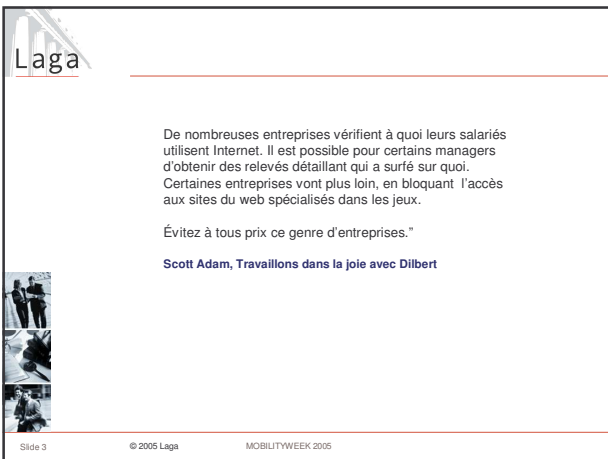 Laga
De nombreuses entreprises vérifient à quoi leurs salariés
utilisent Internet. Il est possible pour certains managers
d'obtenir des relevés détaillant qui a surfé sur quoi.
Certaines entreprises vont plus loin, en bloquant l'accès
aux sites du web spécialisés dans les jeux.
Évitez à tous prix ce genre d'entreprises."
Scott Adam, Travaillons dans la joie avec Dilbert
Slide 3 © 2005 Laga MOBILITYWEEK 2005